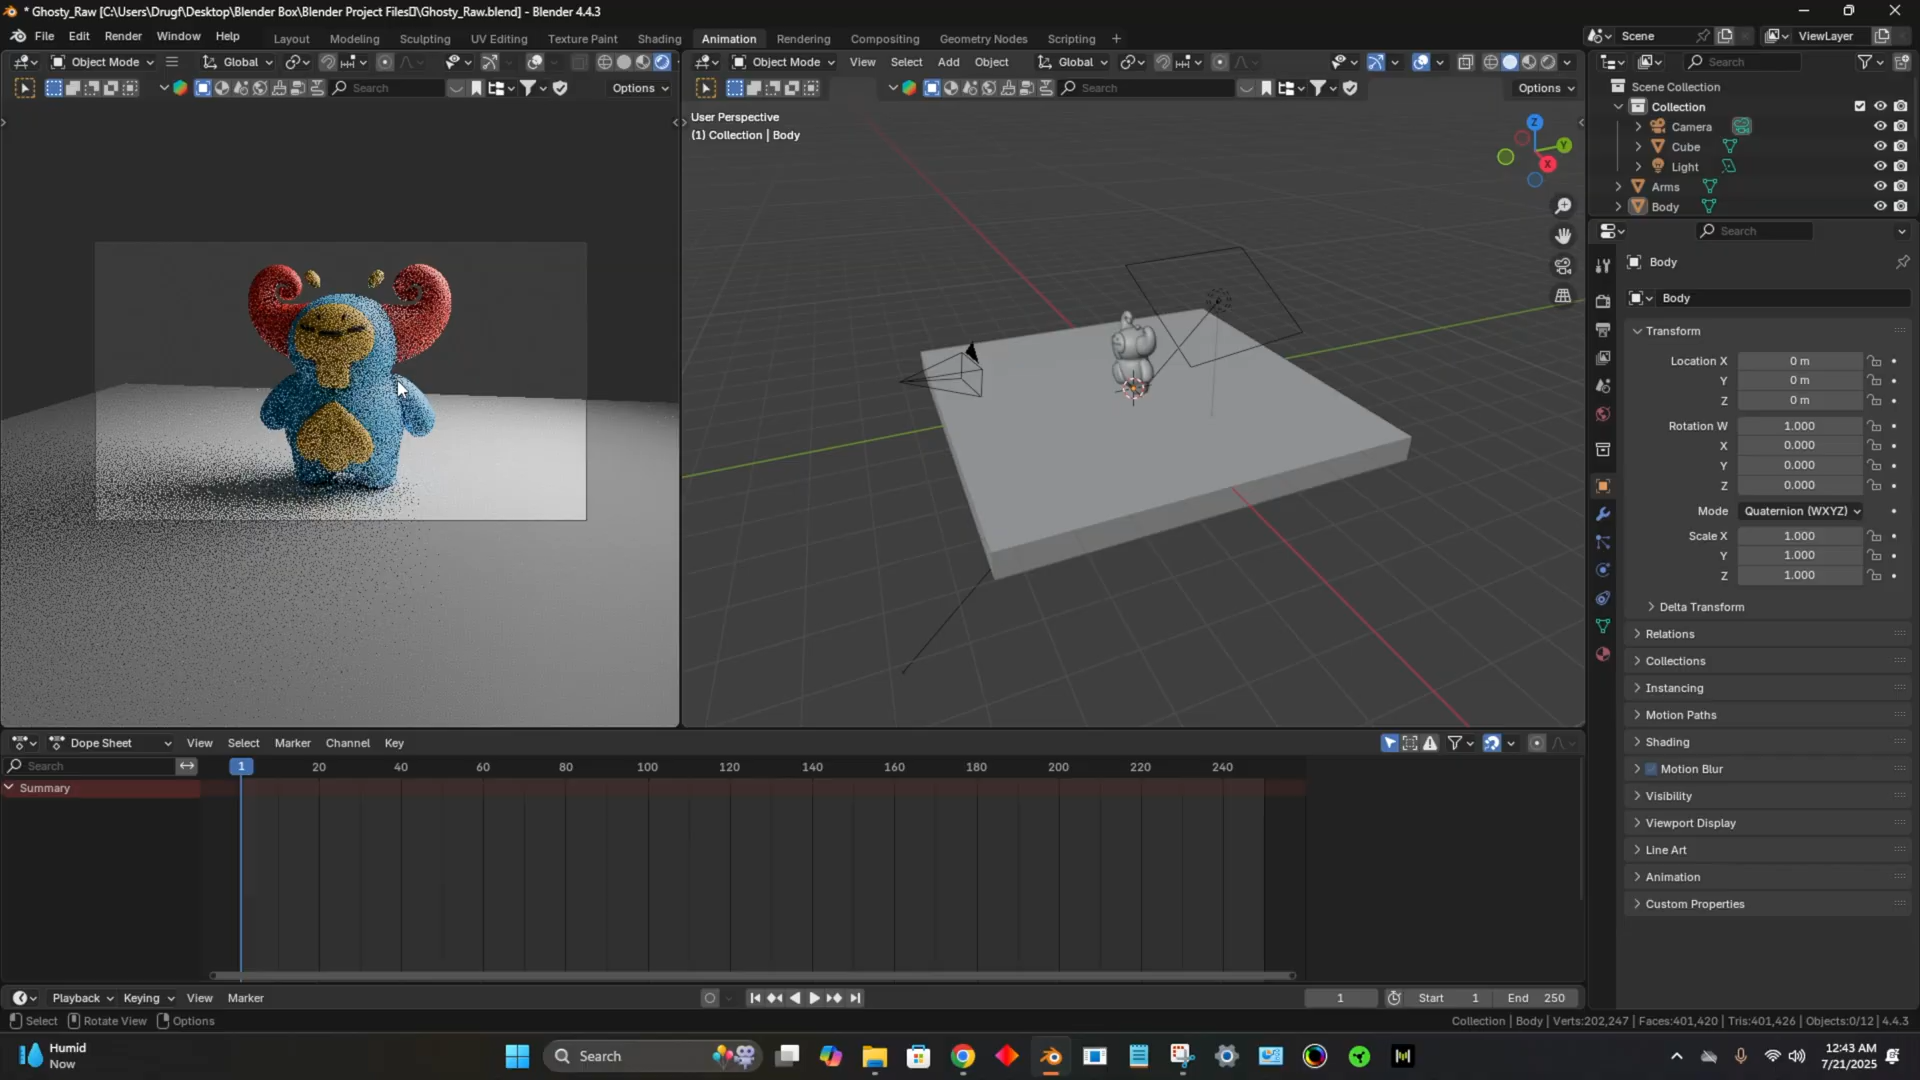 * Ghosty_Raw [C:\Users\Drugf\Desktop\Blender Box\Blender Project Files\Ghosty_Raw.blend] - Blender 4.4.3
File Edit Render Window Help Layout Modeling Sculpting UV Editing Texture Paint Shading Animation Rendering Compositing Geometry Nodes Scripting + Scene ViewLayer
Object Mode Global Object Mode View Select Add Object Global Search
Search Options Search Options Scene Collection
User Perspective
(1) Collection | Body
Collection
Camera
Cube
Light
Arms
Body
Z
Y
X
Search
Body
Body
Transform
Location X 0 m
Y 0 m
Z 0 m
Rotation W 1.000
X 0.000
Y 0.000
Z 0.000
Mode Quaternion (WXYZ)
Scale X 1.000
Y 1.000
Z 1.000
Delta Transform
Relations
Collections
Instancing
Motion Paths
Shading
Motion Blur
Visibility
Viewport Display
Line Art
Animation
Custom Properties
Dope Sheet View Select Marker Channel Key
Search 1 20 40 60 80 100 120 140 160 180 200 220 240
Summary
Playback Keying View Marker 1 Start 1 End 250
Select Rotate View Options Collection | Body | Verts:202,247 | Faces:401,420 | Tris:401,426 | Objects:0/12 | 4.4.3
Humid
Now
Search
12:43 AM
7/21/2025